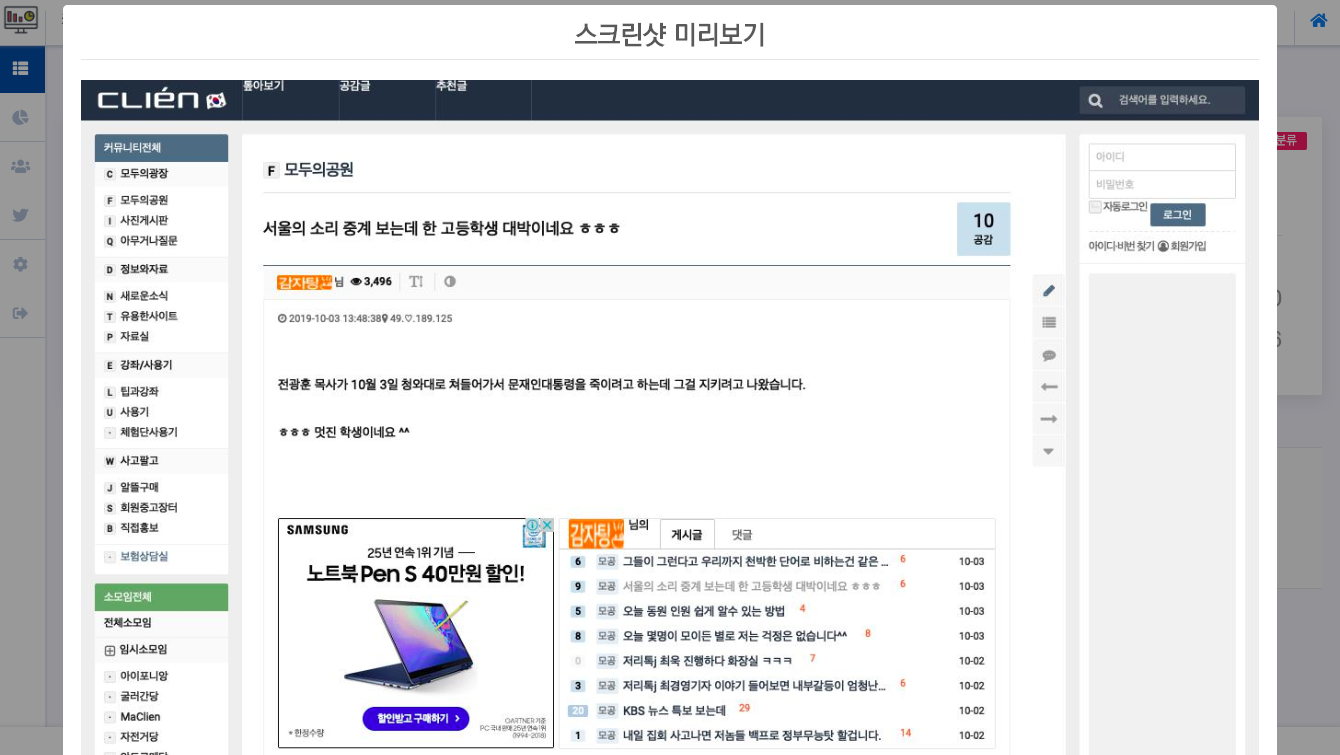 스크린샷 미리보기
분류
CLIéN
톺아보기
공감글
추천글
검색어를 입력하세요.
커뮤니티전체
C 모두의광장
F 모두의공원
I 사진게시판
Q 아무거나질문
D 정보와자료
N 새로운소식
T 유용한사이트
P 자료실
E 강좌/사용기
L 팁과강좌
U 사용기
· 체험단사용기
W 사고팔고
J 알뜰구매
S 회원중고장터
B 직접홍보
· 보험상담실
소모임전체
전체소모임
임시소모임
· 아이포니앙
· 굴러간당
· MaClien
· 자전거당
F 모두의공원
서울의 소리 중계 보는데 한 고등학생 대박이네요 ㅎㅎㅎ
10
공감
감자팅 님 3,496
2019-10-03 13:48:38 49.♡.189.125
전광훈 목사가 10월 3일 청와대로 쳐들어가서 문재인대통령을 죽이려고 하는데 그걸 지키려고 나왔습니다.
ㅎㅎㅎ 멋진 학생이네요 ^^
SAMSUNG
25년 연속 1위 기념
노트북 Pen S 40만원 할인!
할인받고 구매하기 >
* 한정수량
GARTNER 기준
PC 국내 판매 25년 연속 1위
(1994-2018)
감자팅 님의 게시글 댓글
6 모공 그들이 그런다고 우리까지 천박한 단어로 비하는건 같은 ... 6 10-03
9 모공 서울의 소리 중계 보는데 한 고등학생 대박이네요 ㅎㅎㅎ 6 10-03
5 모공 오늘 동원 인원 쉽게 알수 있는 방법 4 10-03
8 모공 오늘 몇명이 모이든 별로 저는 걱정은 없습니다^^ 8 10-03
0 모공 저리톡j 최욱 진행하다 화장실 ㅋㅋㅋ 7 10-02
3 모공 저리톡j 최경영기자 이야기 들어보면 내부갈등이 엄청난... 6 10-02
20 모공 KBS 뉴스 특보 보는데 29 10-02
1 모공 내일 집회 사고나면 저놈들 백프로 정부무능탓 할겁니다. 14 10-02
아이디
비밀번호
자동로그인 로그인
아이디·비번 찾기 회원가입